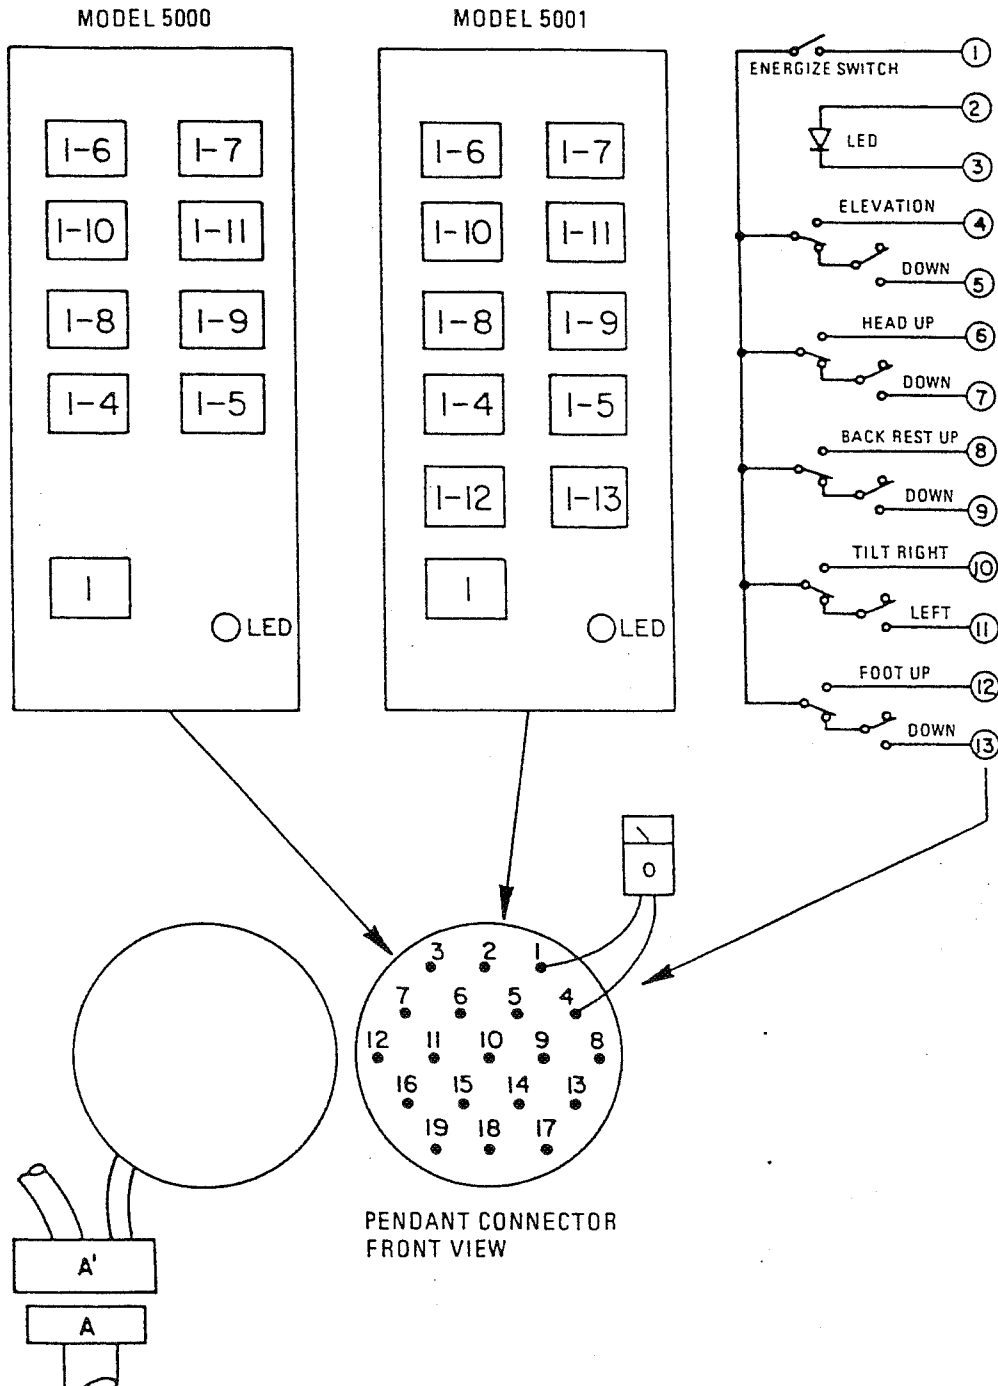 MODEL 5000
1-6 1-7
1-10 1-11
1-8 1-9
1-4 1-5
1
LED
MODEL 5001
1-6 1-7
1-10 1-11
1-8 1-9
1-4 1-5
1-12 1-13
1
LED
1
ENERGIZE SWITCH
2
LED
3
ELEVATION 4
DOWN 5
HEAD UP 6
DOWN 7
BACK REST UP 8
DOWN 9
TILT RIGHT 10
LEFT 11
FOOT UP 12
DOWN 13
0
3 2 1
7 6 5 4
12 11 10 9 8
16 15 14 13
19 18 17
PENDANT CONNECTOR
FRONT VIEW
A'
A